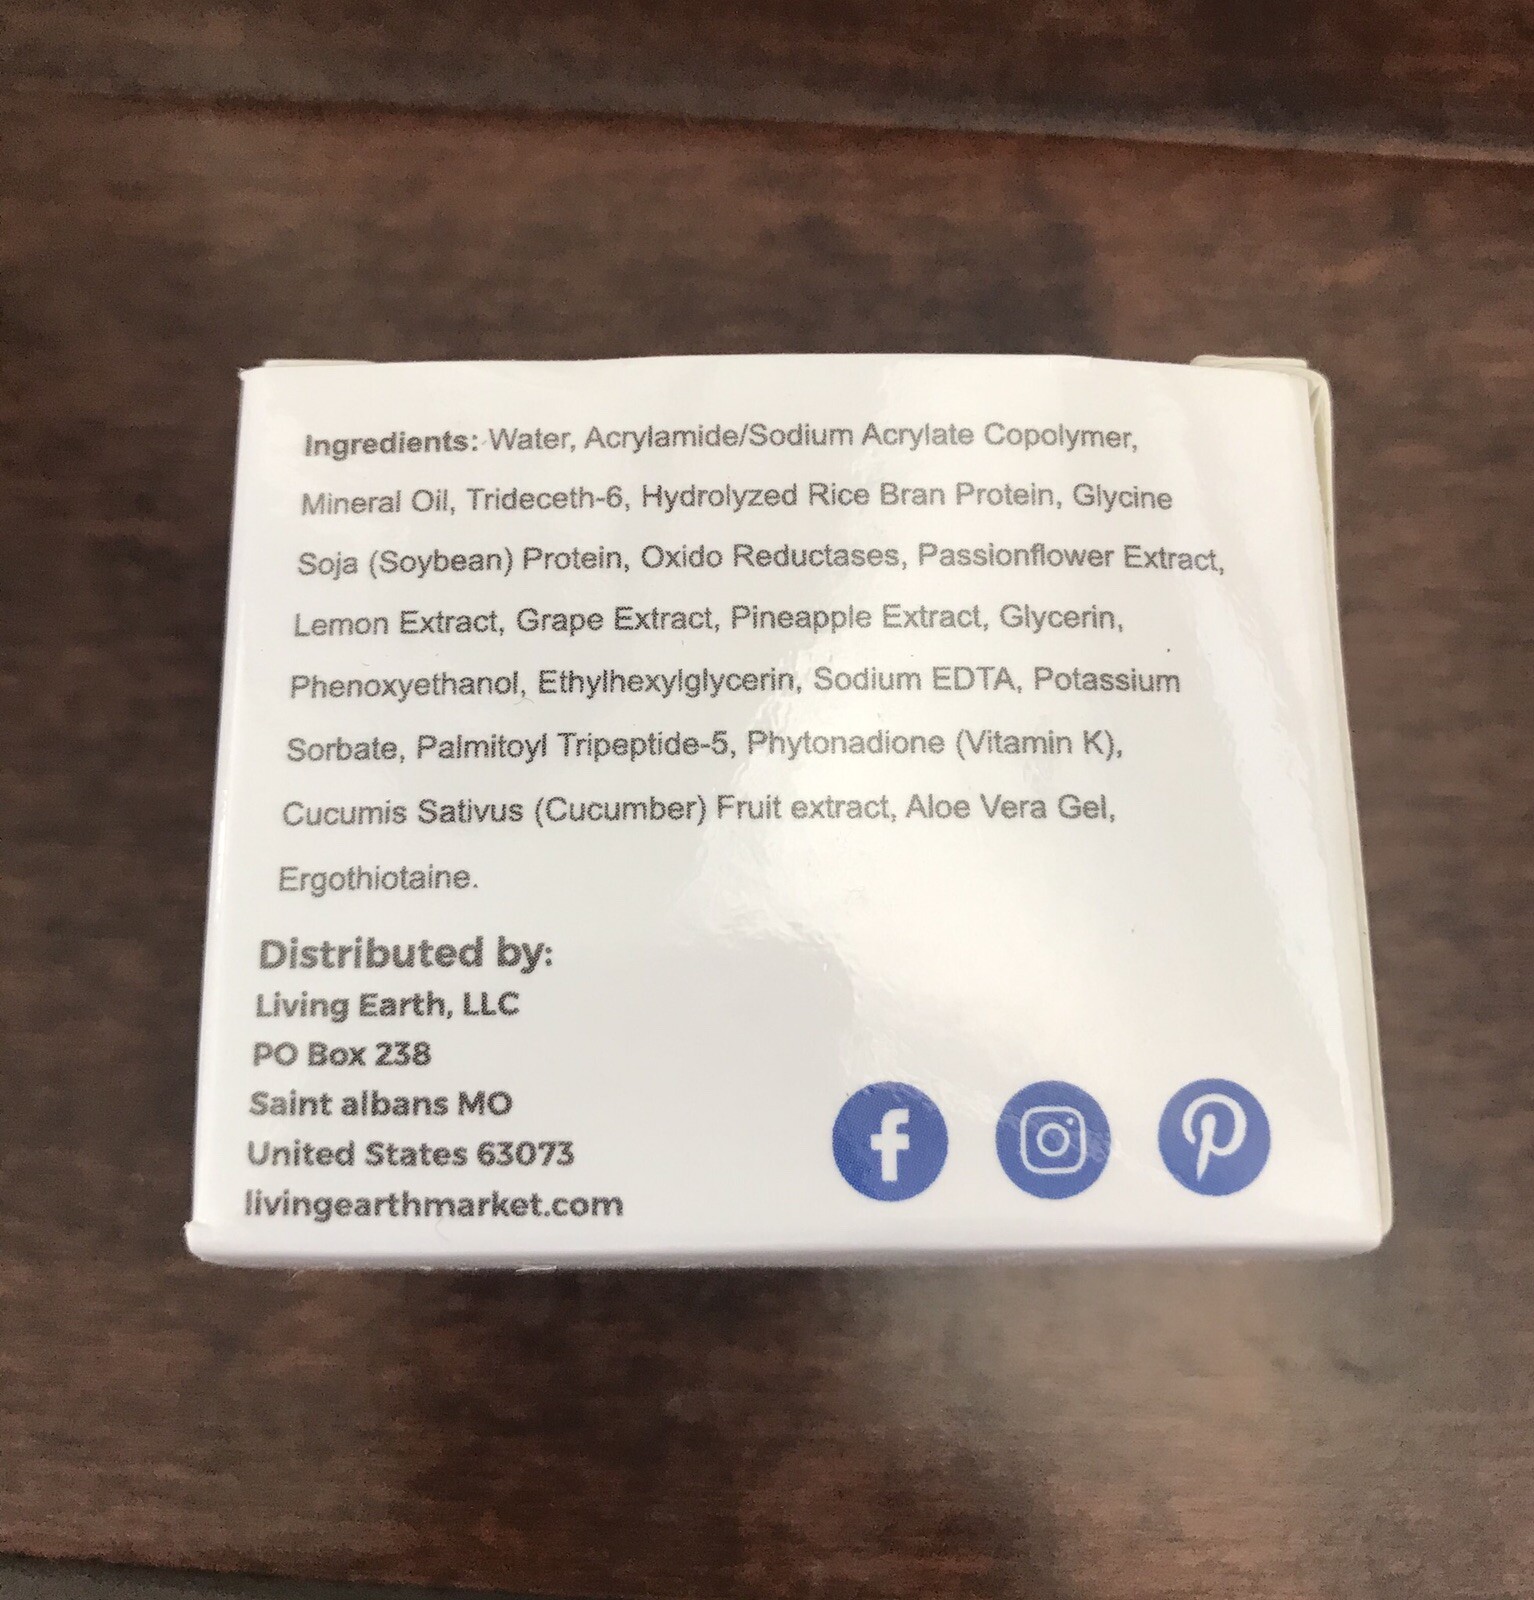 Ingredients: Water, Acrylamide/Sodium Acrylate Copolymer,
Mineral Oil, Trideceth-6, Hydrolyzed Rice Bran Protein, Glycine
Soja (Soybean) Protein, Oxido Reductases, Passionflower Extract,
Lemon Extract, Grape Extract, Pineapple Extract, Glycerin,
Phenoxyethanol, Ethylhexylglycerin, Sodium EDTA, Potassium
Sorbate, Palmitoyl Tripeptide-5, Phytonadione (Vitamin K),
Cucumis Sativus (Cucumber) Fruit extract, Aloe Vera Gel,
Ergothiotaine.
Distributed by:
Living Earth, LLC
PO Box 238
Saint albans MO
United States 63073
livingearthmarket.com